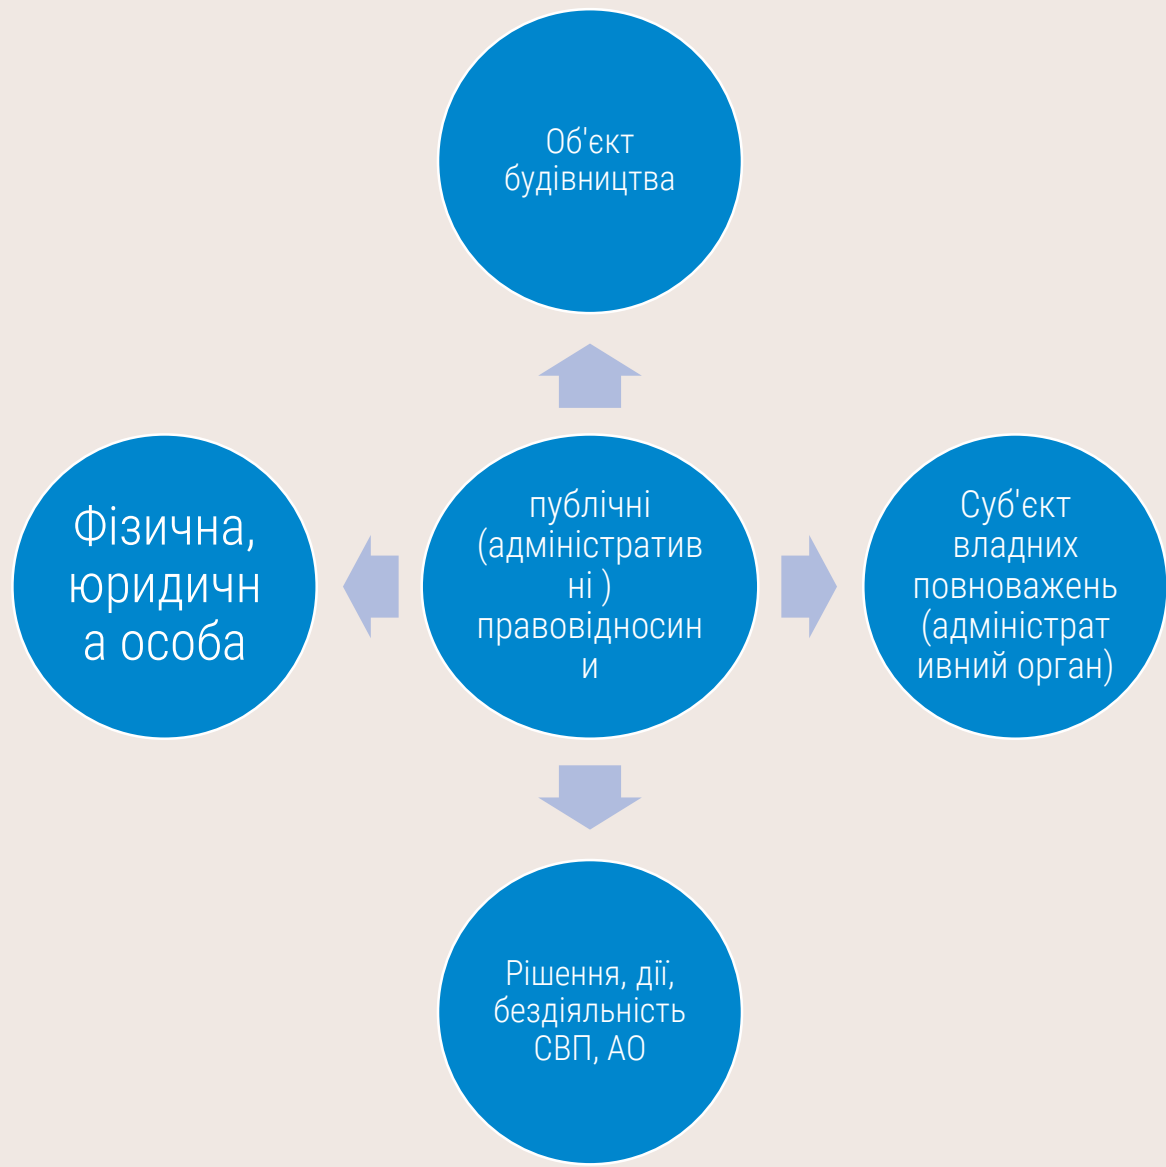 Об'єкт
будівництва
Фізична,
юридичн
а особа
публічні
(адміністратив
ні )
правовідносин
и
Суб'єкт
владних
повноважень
(адміністрат
ивний орган)
Рішення, дії,
бездіяльність
СВП, АО